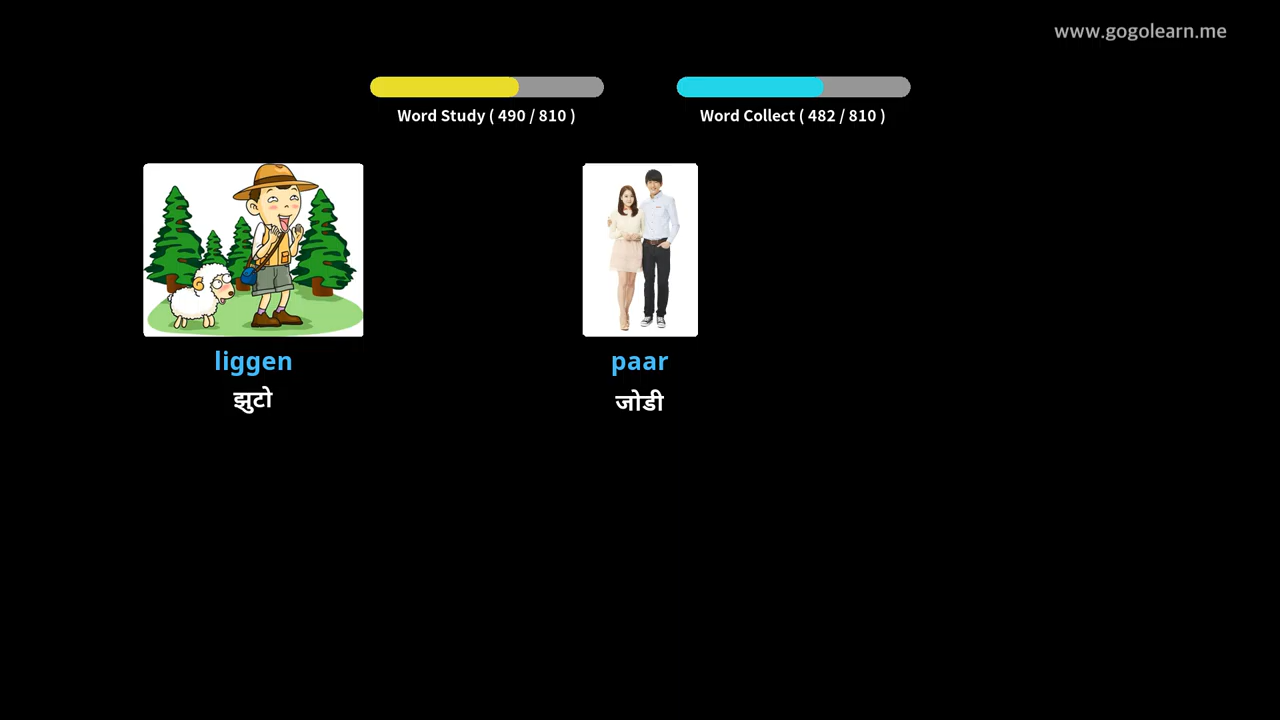 www.gogolearn.me
Word Study ( 490 / 810 )
Word Collect ( 482 / 810 )
liggen
झुटो
paar
जोडी